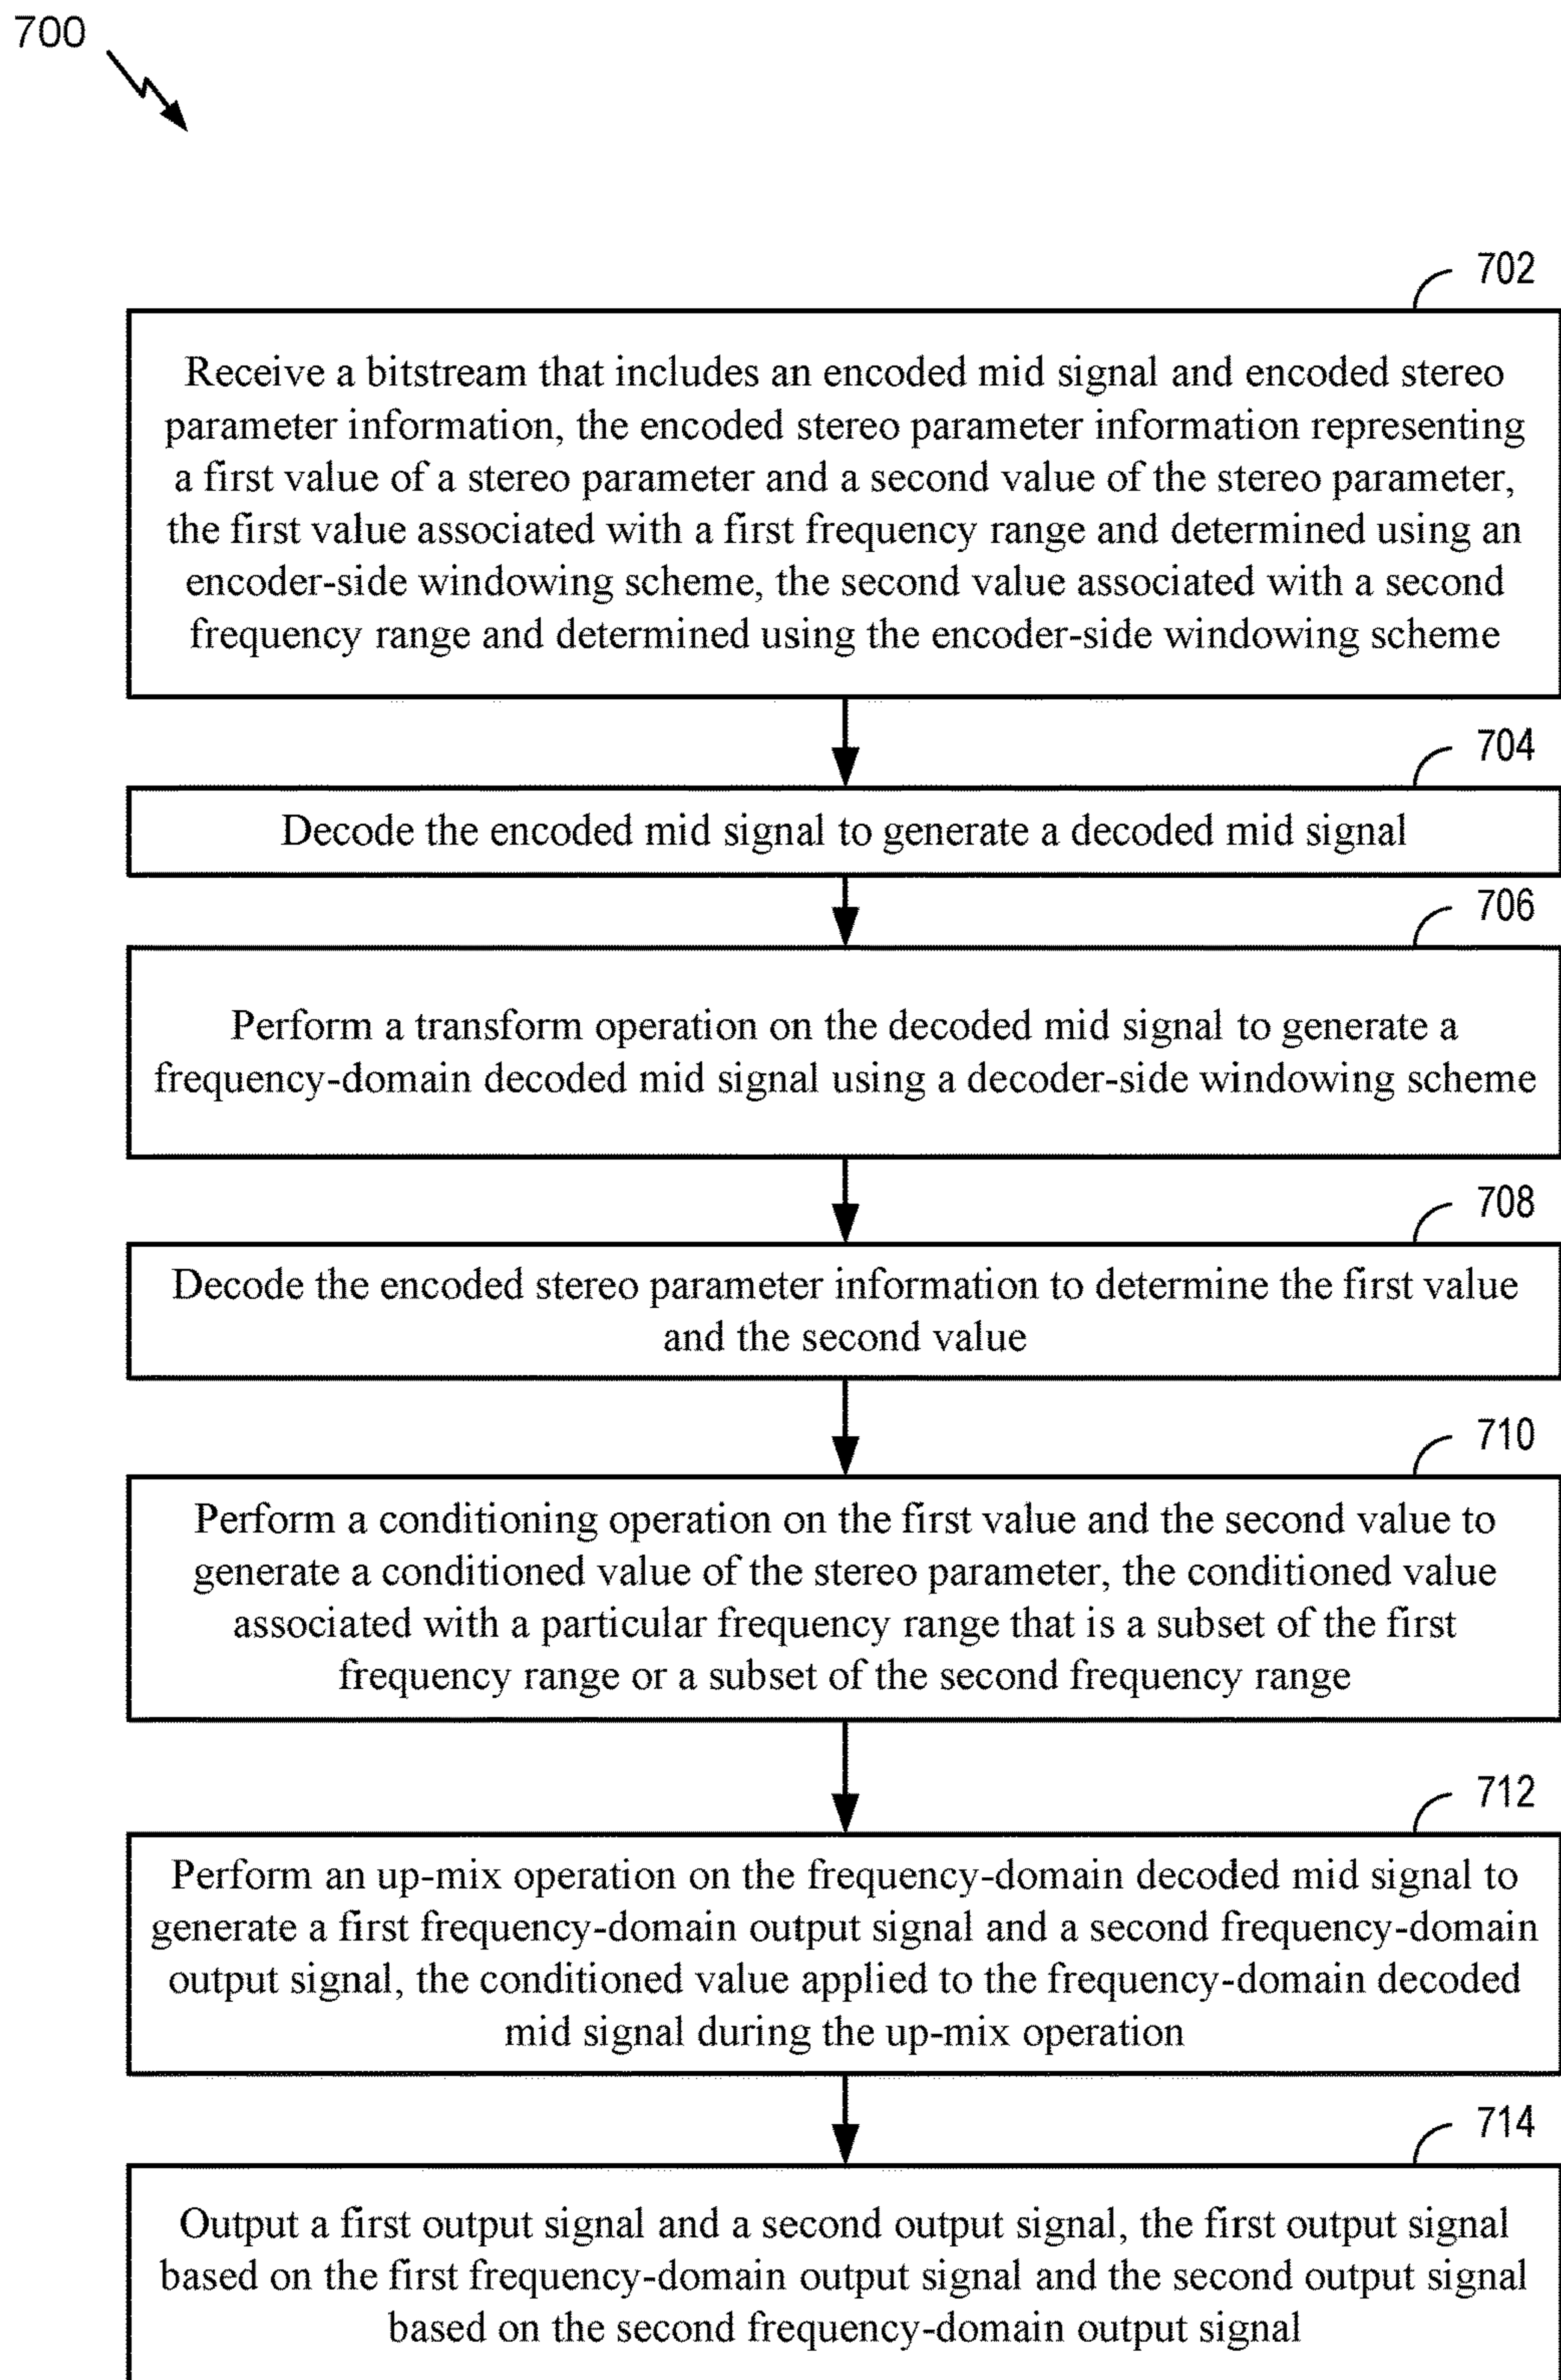 700
702
Receive a bitstream that includes an encoded mid signal and encoded stereo
parameter information, the encoded stereo parameter information representing
a first value of a stereo parameter and a second value of the stereo parameter,
the first value associated with a first frequency range and determined using an
encoder-side windowing scheme, the second value associated with a second
frequency range and determined using the encoder-side windowing scheme
704
Decode the encoded mid signal to generate a decoded mid signal
706
Perform a transform operation on the decoded mid signal to generate a
frequency-domain decoded mid signal using a decoder-side windowing scheme
708
Decode the encoded stereo parameter information to determine the first value
and the second value
710
Perform a conditioning operation on the first value and the second value to
generate a conditioned value of the stereo parameter, the conditioned value
associated with a particular frequency range that is a subset of the first
frequency range or a subset of the second frequency range
712
Perform an up-mix operation on the frequency-domain decoded mid signal to
generate a first frequency-domain output signal and a second frequency-domain
output signal, the conditioned value applied to the frequency-domain decoded
mid signal during the up-mix operation
714
Output a first output signal and a second output signal, the first output signal
based on the first frequency-domain output signal and the second output signal
based on the second frequency-domain output signal